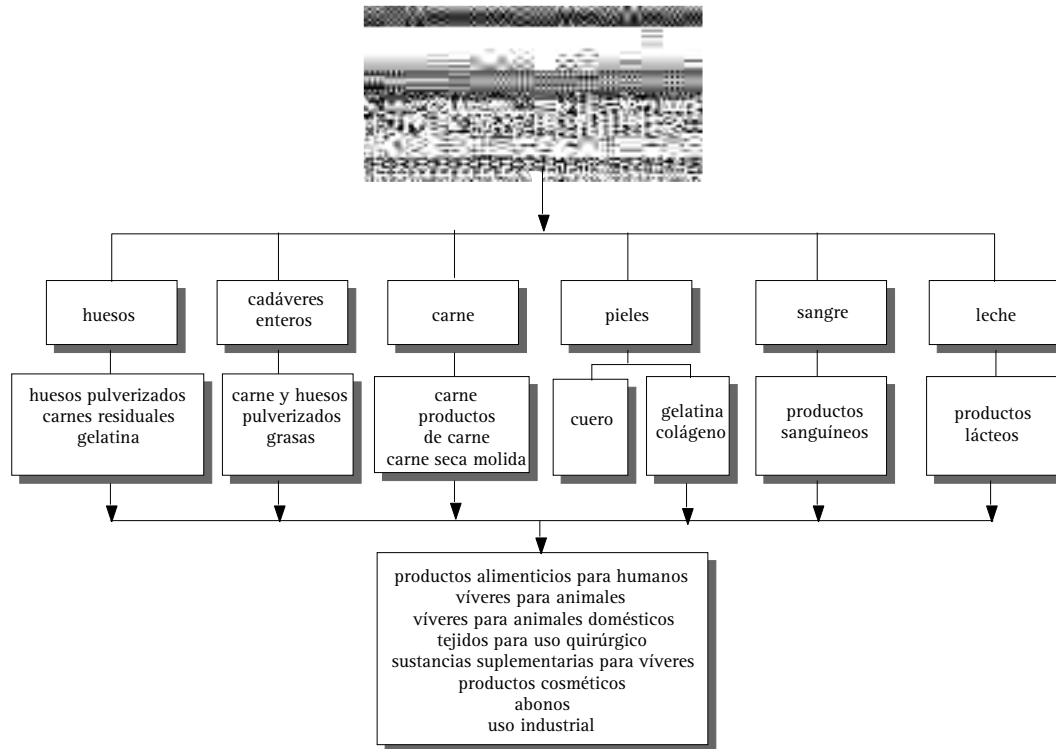 huesos
cadáveres
enteros
carne
pieles
sangre
leche
huesos pulverizados
carnes residuales
gelatina
carne y huesos
pulverizados
grasas
carne
productos
de carne
carne seca molida
cuero
gelatina
colágeno
productos
sanguíneos
productos
lácteos
productos alimenticios para humanos
víveres para animales
víveres para animales domésticos
tejidos para uso quirúrgico
sustancias suplementarias para víveres
productos cosméticos
abonos
uso industrial